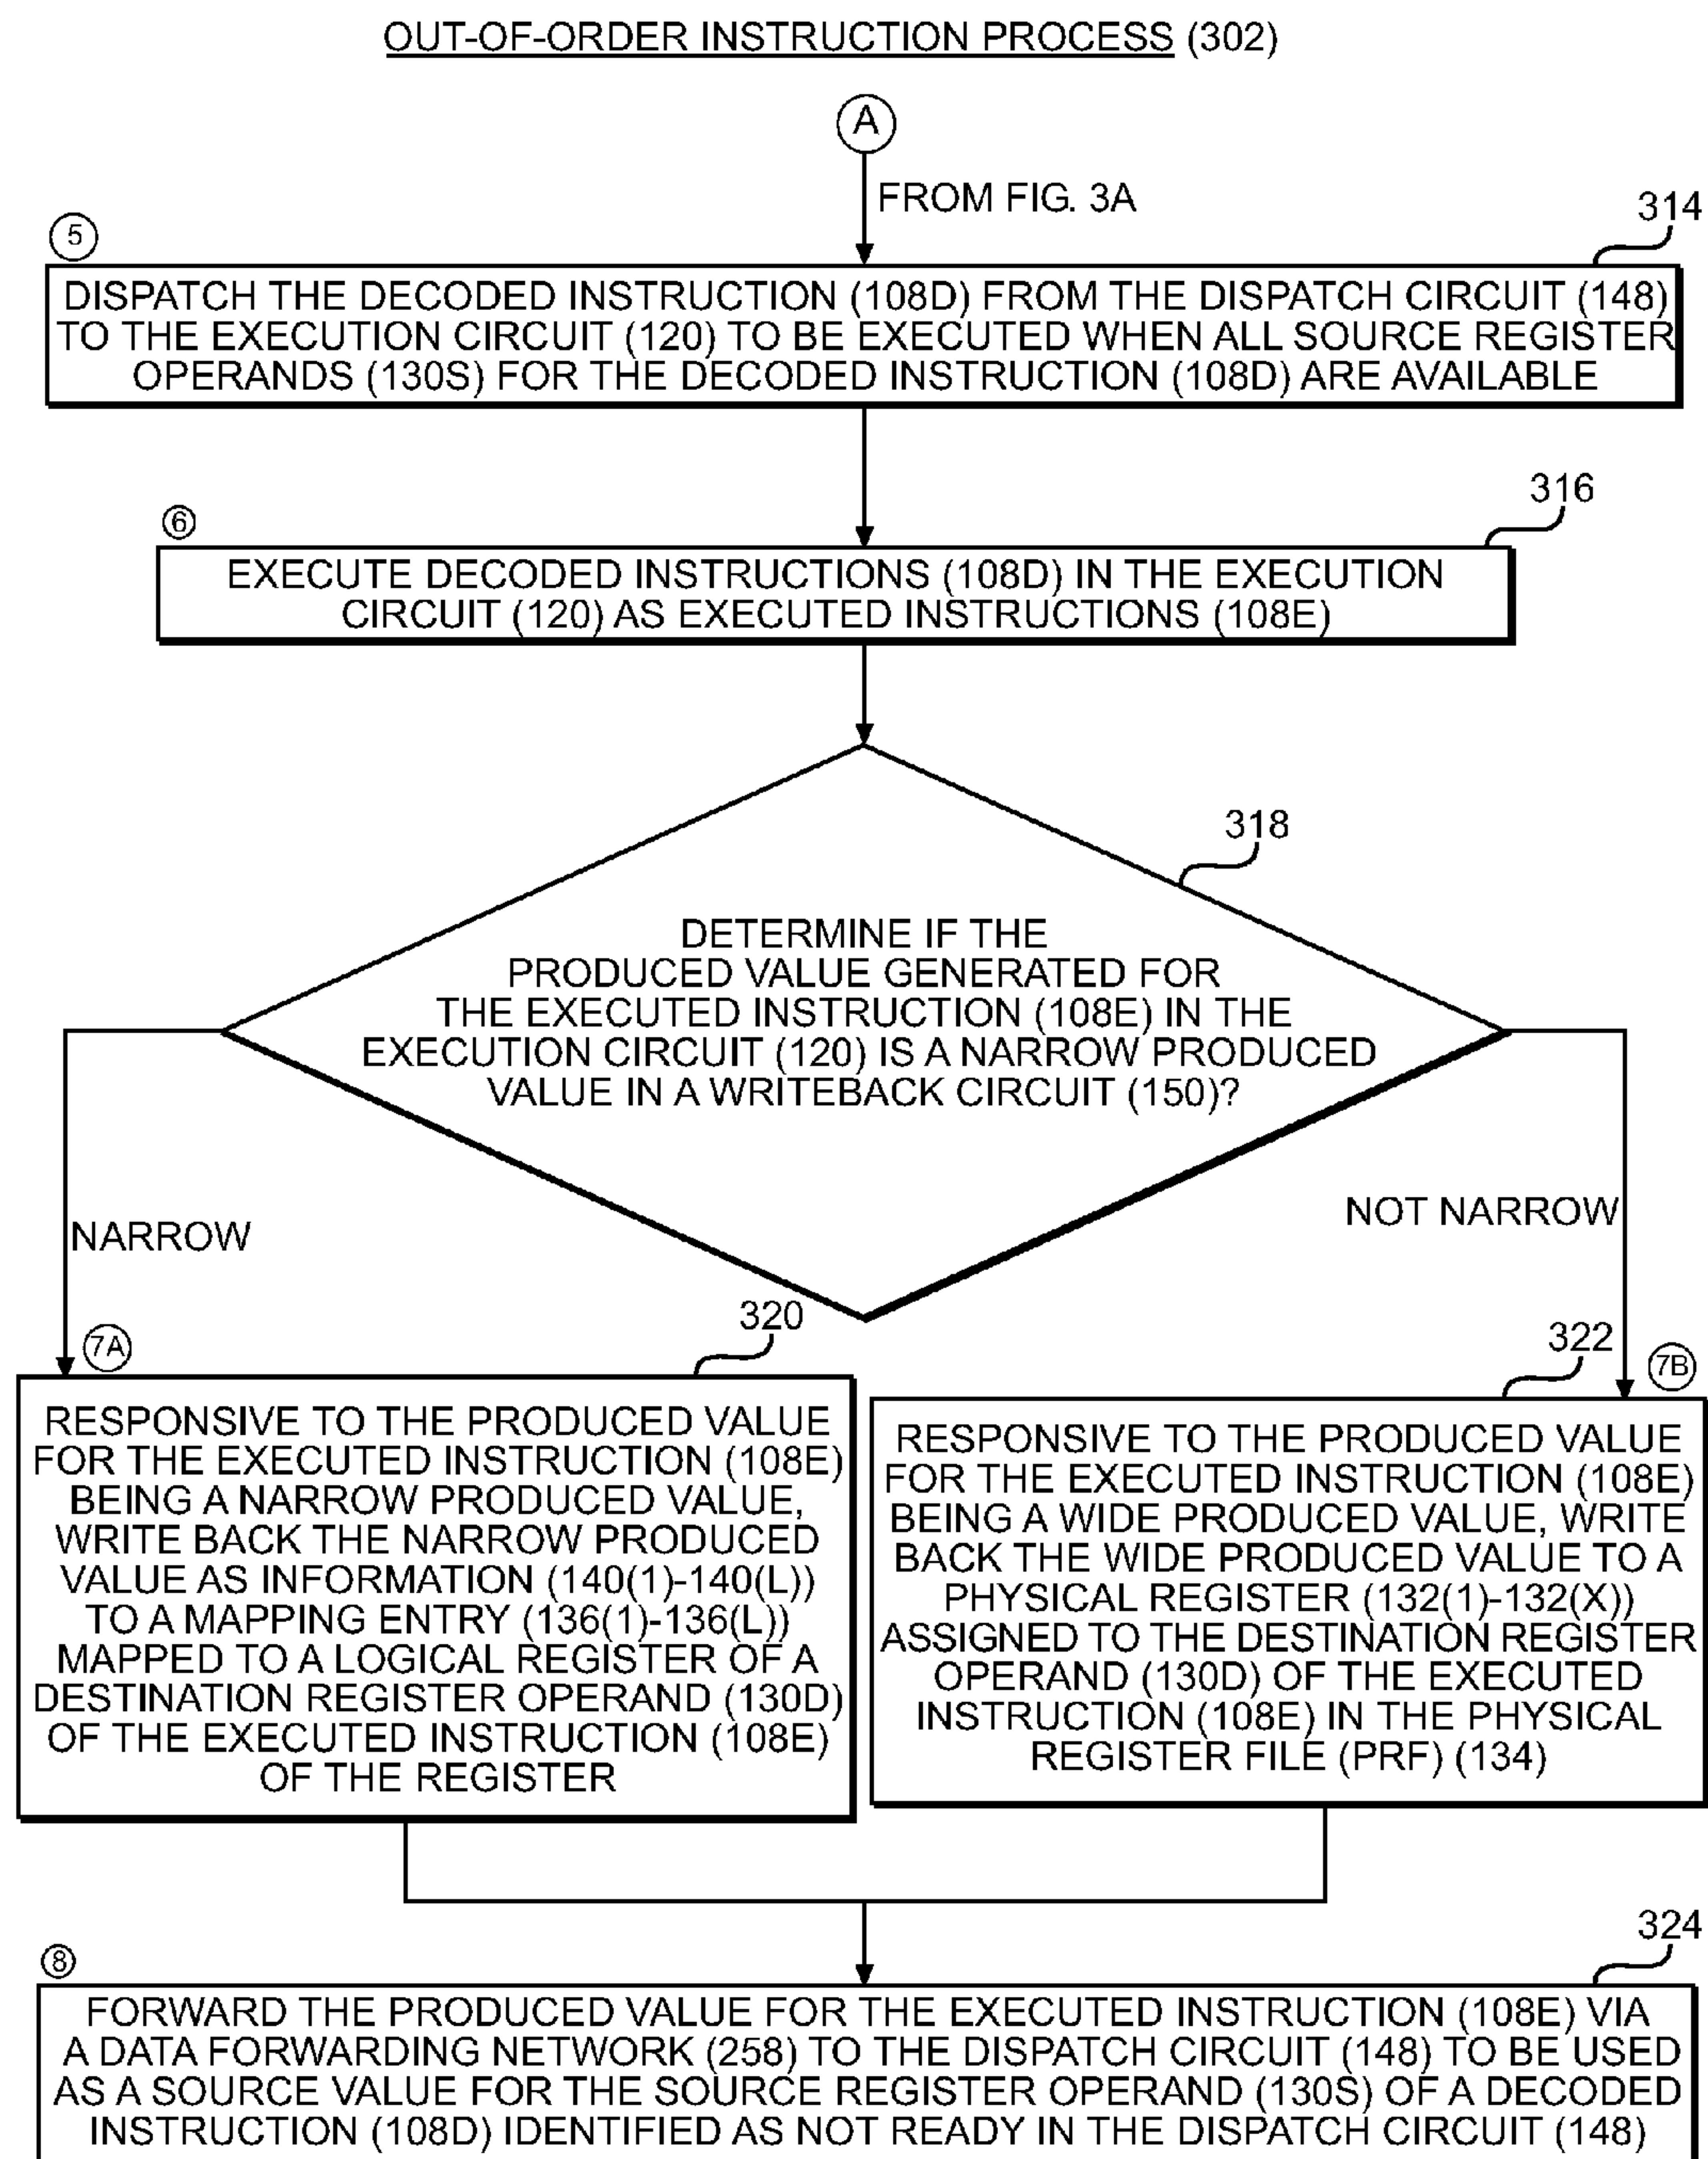 OUT-OF-ORDER INSTRUCTION PROCESS (302)
A
FROM FIG. 3A
314
5
DISPATCH THE DECODED INSTRUCTION (108D) FROM THE DISPATCH CIRCUIT (148)
TO THE EXECUTION CIRCUIT (120) TO BE EXECUTED WHEN ALL SOURCE REGISTER
OPERANDS (130S) FOR THE DECODED INSTRUCTION (108D) ARE AVAILABLE
316
6
EXECUTE DECODED INSTRUCTIONS (108D) IN THE EXECUTION
CIRCUIT (120) AS EXECUTED INSTRUCTIONS (108E)
318
DETERMINE IF THE
PRODUCED VALUE GENERATED FOR
THE EXECUTED INSTRUCTION (108E) IN THE
EXECUTION CIRCUIT (120) IS A NARROW PRODUCED
VALUE IN A WRITEBACK CIRCUIT (150)?
NARROW
NOT NARROW
320
7A
RESPONSIVE TO THE PRODUCED VALUE
FOR THE EXECUTED INSTRUCTION (108E)
BEING A NARROW PRODUCED VALUE,
WRITE BACK THE NARROW PRODUCED
VALUE AS INFORMATION (140(1)-140(L))
TO A MAPPING ENTRY (136(1)-136(L))
MAPPED TO A LOGICAL REGISTER OF A
DESTINATION REGISTER OPERAND (130D)
OF THE EXECUTED INSTRUCTION (108E)
OF THE REGISTER
322
7B
RESPONSIVE TO THE PRODUCED VALUE
FOR THE EXECUTED INSTRUCTION (108E)
BEING A WIDE PRODUCED VALUE, WRITE
BACK THE WIDE PRODUCED VALUE TO A
PHYSICAL REGISTER (132(1)-132(X))
ASSIGNED TO THE DESTINATION REGISTER
OPERAND (130D) OF THE EXECUTED
INSTRUCTION (108E) IN THE PHYSICAL
REGISTER FILE (PRF) (134)
324
8
FORWARD THE PRODUCED VALUE FOR THE EXECUTED INSTRUCTION (108E) VIA
A DATA FORWARDING NETWORK (258) TO THE DISPATCH CIRCUIT (148) TO BE USED
AS A SOURCE VALUE FOR THE SOURCE REGISTER OPERAND (130S) OF A DECODED
INSTRUCTION (108D) IDENTIFIED AS NOT READY IN THE DISPATCH CIRCUIT (148)